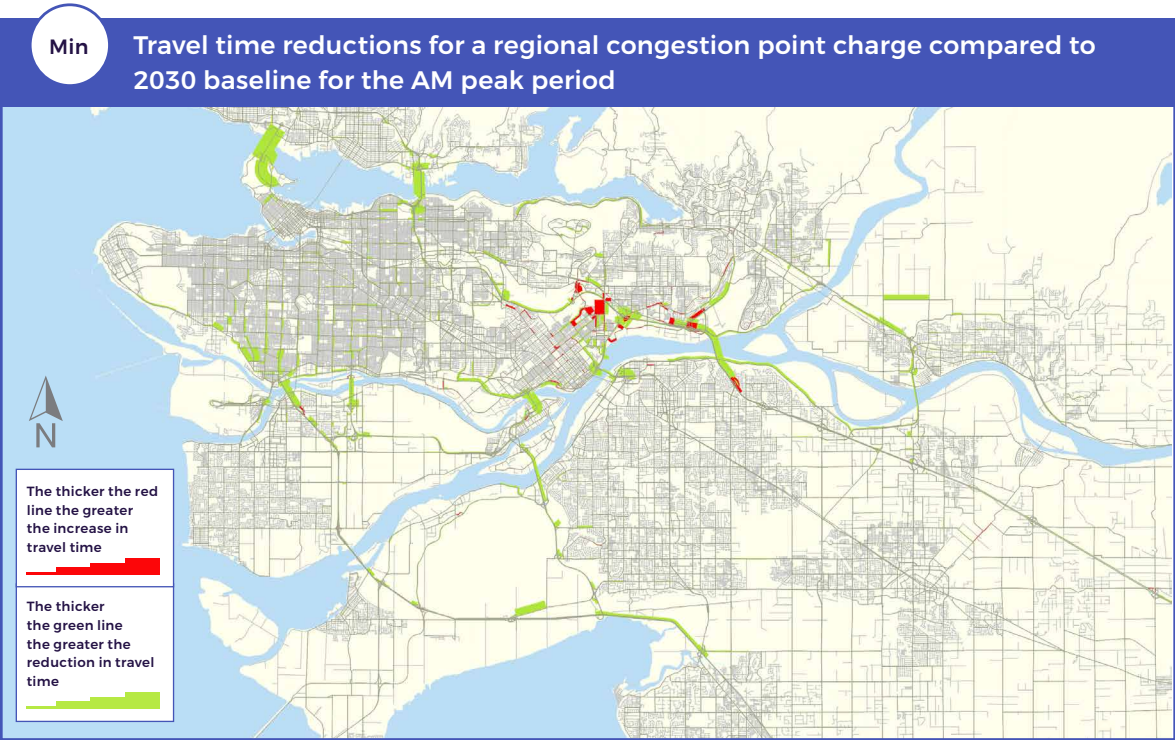 Min
Travel time reductions for a regional congestion point charge compared to
2030 baseline for the AM peak period
N
The thicker the red
line the greater
the increase in
travel time
The thicker
the green line
the greater the
reduction in travel
time